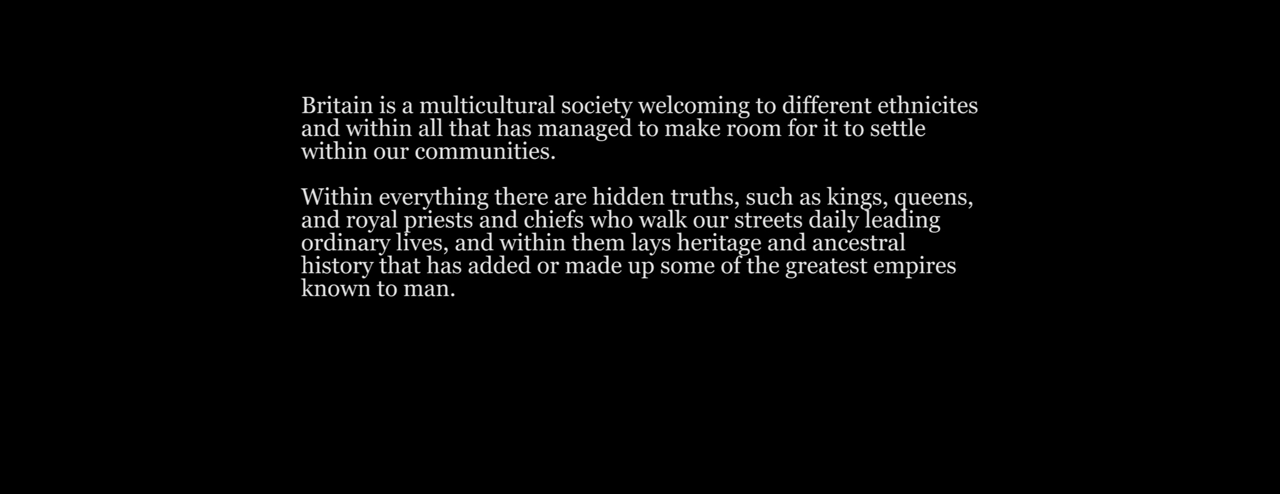 Britain is a multicultural society welcoming to different ethnicites
and within all that has managed to make room for it to settle
within our communities.
Within everything there are hidden truths, such as kings, queens,
and royal priests and chiefs who walk our streets daily leading
ordinary lives, and within them lays heritage and ancestral
history that has added or made up some of the greatest empires
known to man.